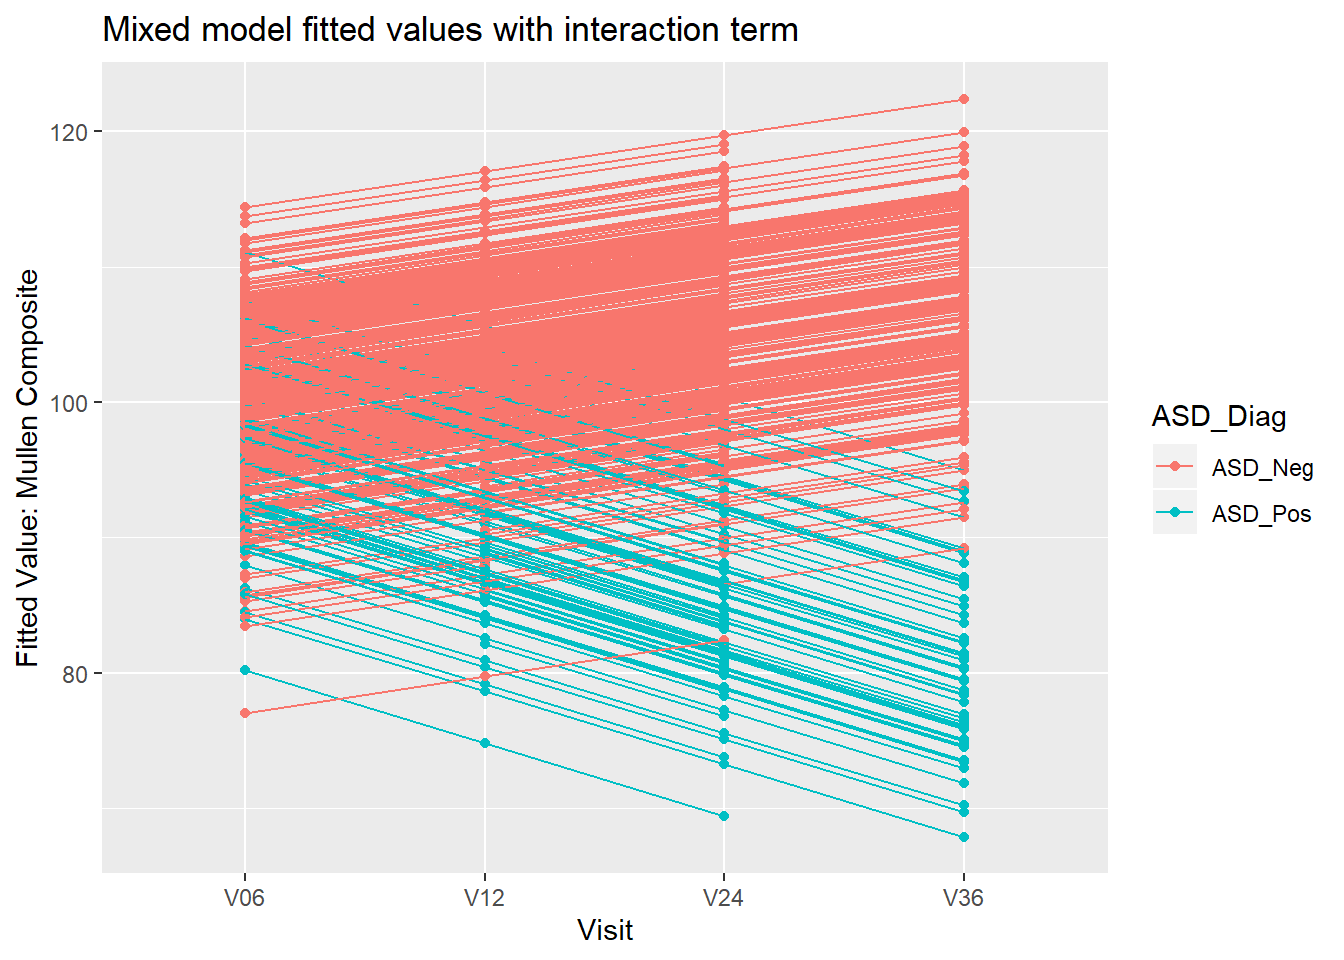 Mixed model fitted values with interaction term
Fitted Value: Mullen Composite
120
100
80
V06
V12
V24
V36
Visit
ASD_Diag
ASD_Neg
ASD_Pos